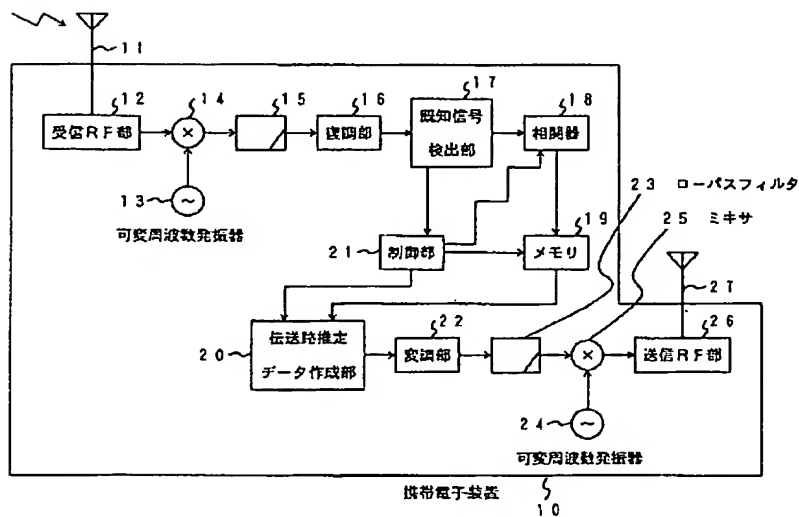 11
12
14
15
16
17
18
受信RF部
×
復調部
既知信号
検出部
相関器
13
~
可変周波数発振器
23 ローパスフィルタ
25 ミキサ
19
21
制御部
メモリ
27
20
伝送路推定
データ作成部
22
変調部
×
26
送信RF部
24
~
可変周波数発振器
携帯電子装置
10